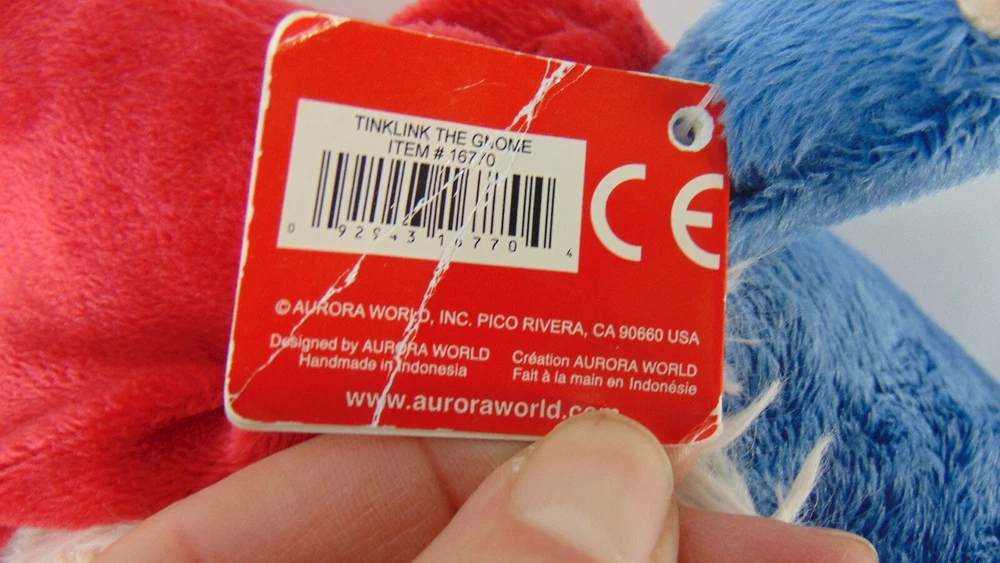 TINKLINK THE GNOME
ITEM # 16770
0 92943 16770 4
CE
© AURORA WORLD, INC. PICO RIVERA, CA 90660 USA
Designed by AURORA WORLD
Handmade in Indonesia
Création AURORA WORLD
Fait à la main en Indonésie
www.auroraworld.com